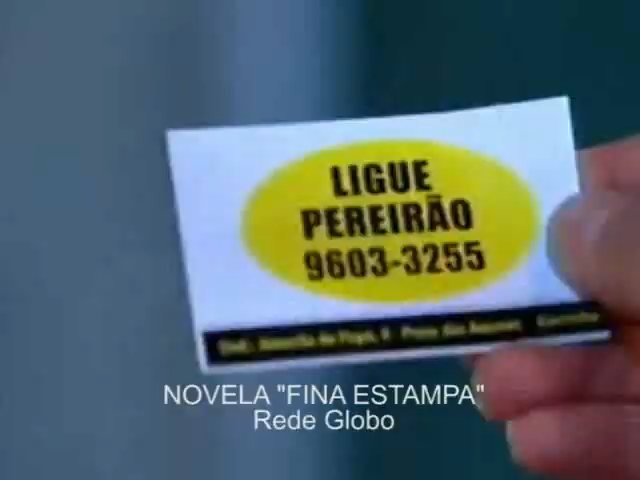 LIGUE
PEREIRÃO
9603-3255
NOVELA "FINA ESTAMPA"
Rede Globo